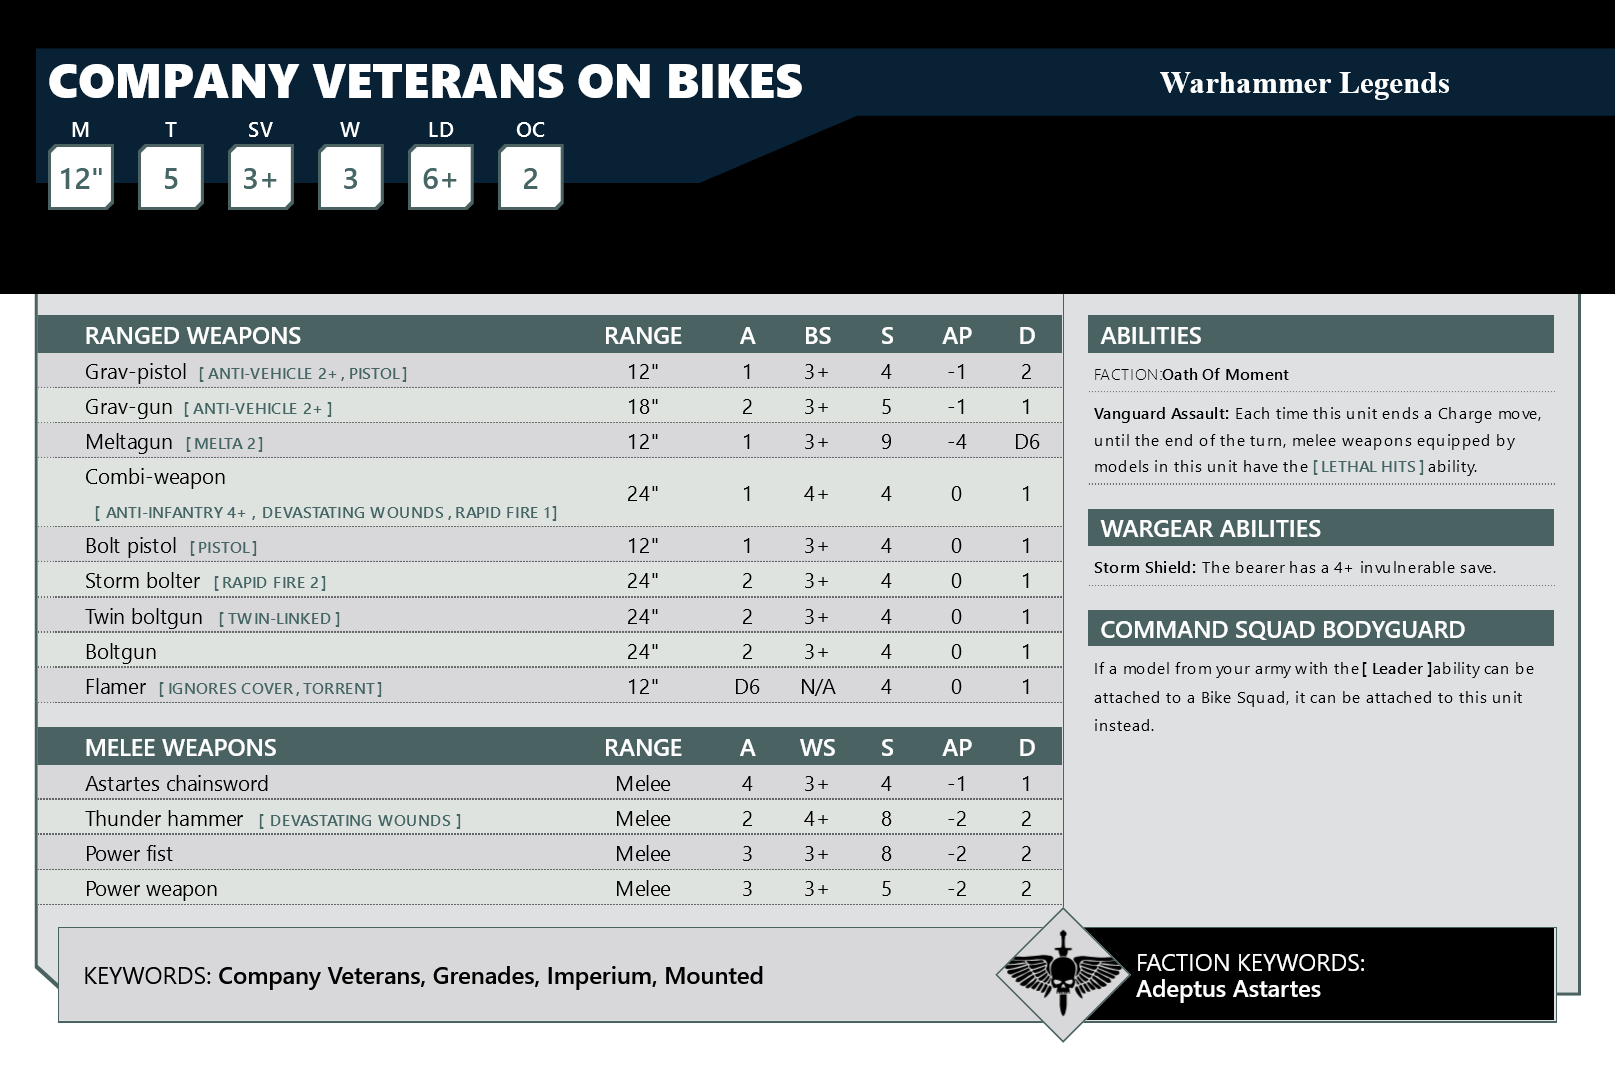 COMPANY VETERANS ON BIKES
Warhammer Legends
M T SV W LD OC
12" 5 3+ 3 6+ 2
RANGED WEAPONS RANGE A BS S AP D
Grav-pistol [ ANTI-VEHICLE 2+ , PISTOL ] 12" 1 3+ 4 -1 2
Grav-gun [ ANTI-VEHICLE 2+ ] 18" 2 3+ 5 -1 1
Meltagun [ MELTA 2 ] 12" 1 3+ 9 -4 D6
Combi-weapon
[ ANTI-INFANTRY 4+ , DEVASTATING WOUNDS , RAPID FIRE 1 ] 24" 1 4+ 4 0 1
Bolt pistol [ PISTOL ] 12" 1 3+ 4 0 1
Storm bolter [ RAPID FIRE 2 ] 24" 2 3+ 4 0 1
Twin boltgun [ TWIN-LINKED ] 24" 2 3+ 4 0 1
Boltgun 24" 2 3+ 4 0 1
Flamer [ IGNORES COVER , TORRENT ] 12" D6 N/A 4 0 1
MELEE WEAPONS RANGE A WS S AP D
Astartes chainsword Melee 4 3+ 4 -1 1
Thunder hammer [ DEVASTATING WOUNDS ] Melee 2 4+ 8 -2 2
Power fist Melee 3 3+ 8 -2 2
Power weapon Melee 3 3+ 5 -2 2
ABILITIES
FACTION:Oath Of Moment
Vanguard Assault: Each time this unit ends a Charge move,
until the end of the turn, melee weapons equipped by
models in this unit have the [ LETHAL HITS ] ability.
WARGEAR ABILITIES
Storm Shield: The bearer has a 4+ invulnerable save.
COMMAND SQUAD BODYGUARD
If a model from your army with the[ Leader ]ability can be
attached to a Bike Squad, it can be attached to this unit
instead.
KEYWORDS: Company Veterans, Grenades, Imperium, Mounted
FACTION KEYWORDS:
Adeptus Astartes